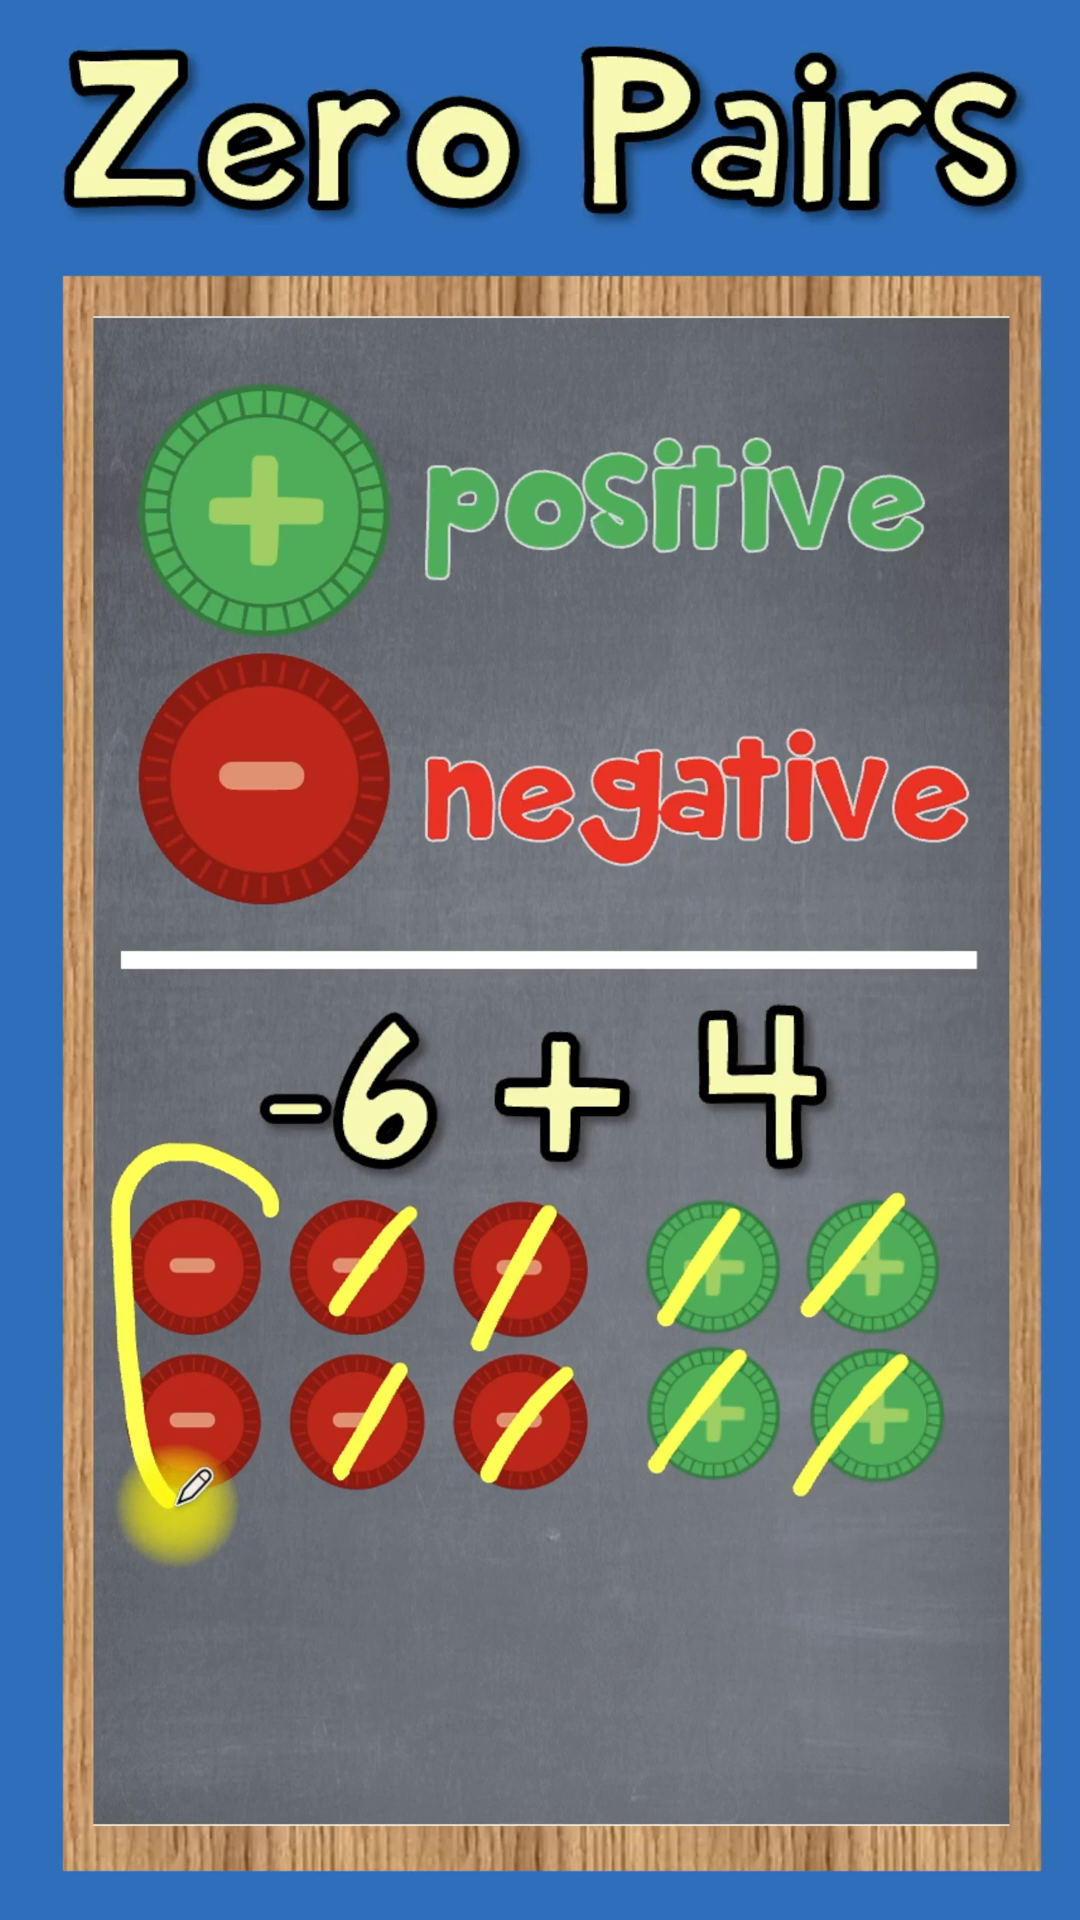 Zero Pairs
+ positive
- negative
-6 + 4
- - - + +
- - - + +